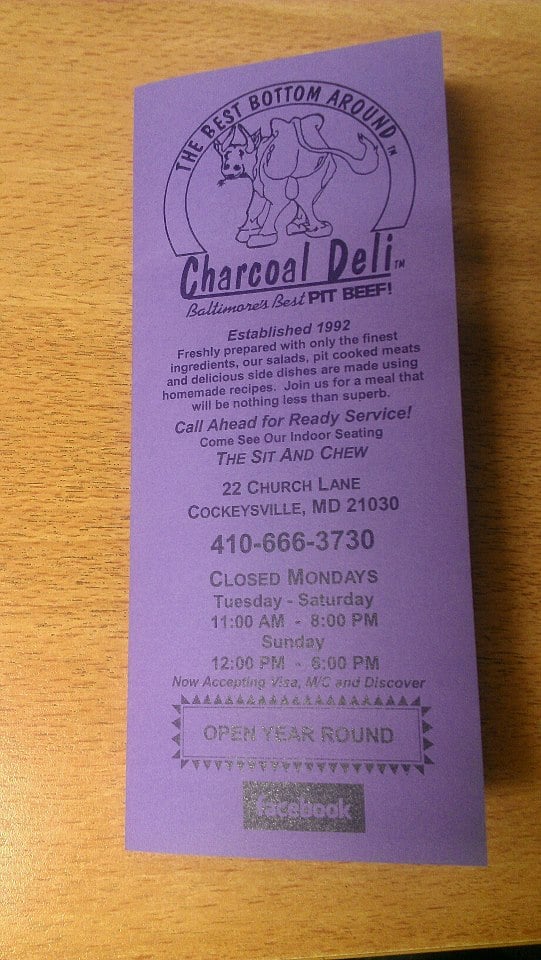 THE BEST BOTTOM AROUND IN
Charcoal Deli TM
Baltimore's Best PIT BEEF!
Established 1992
Freshly prepared with only the finest
ingredients, our salads, pit cooked meats
and delicious side dishes are made using
homemade recipes. Join us for a meal that
will be nothing less than superb.
Call Ahead for Ready Service!
Come See Our Indoor Seating
THE SIT AND CHEW
22 CHURCH LANE
COCKEYSVILLE, MD 21030
410-666-3730
CLOSED MONDAYS
Tuesday - Saturday
11:00 AM - 8:00 PM
Sunday
12:00 PM - 6:00 PM
Now Accepting Visa, M/C and Discover
OPEN YEAR ROUND
facebook